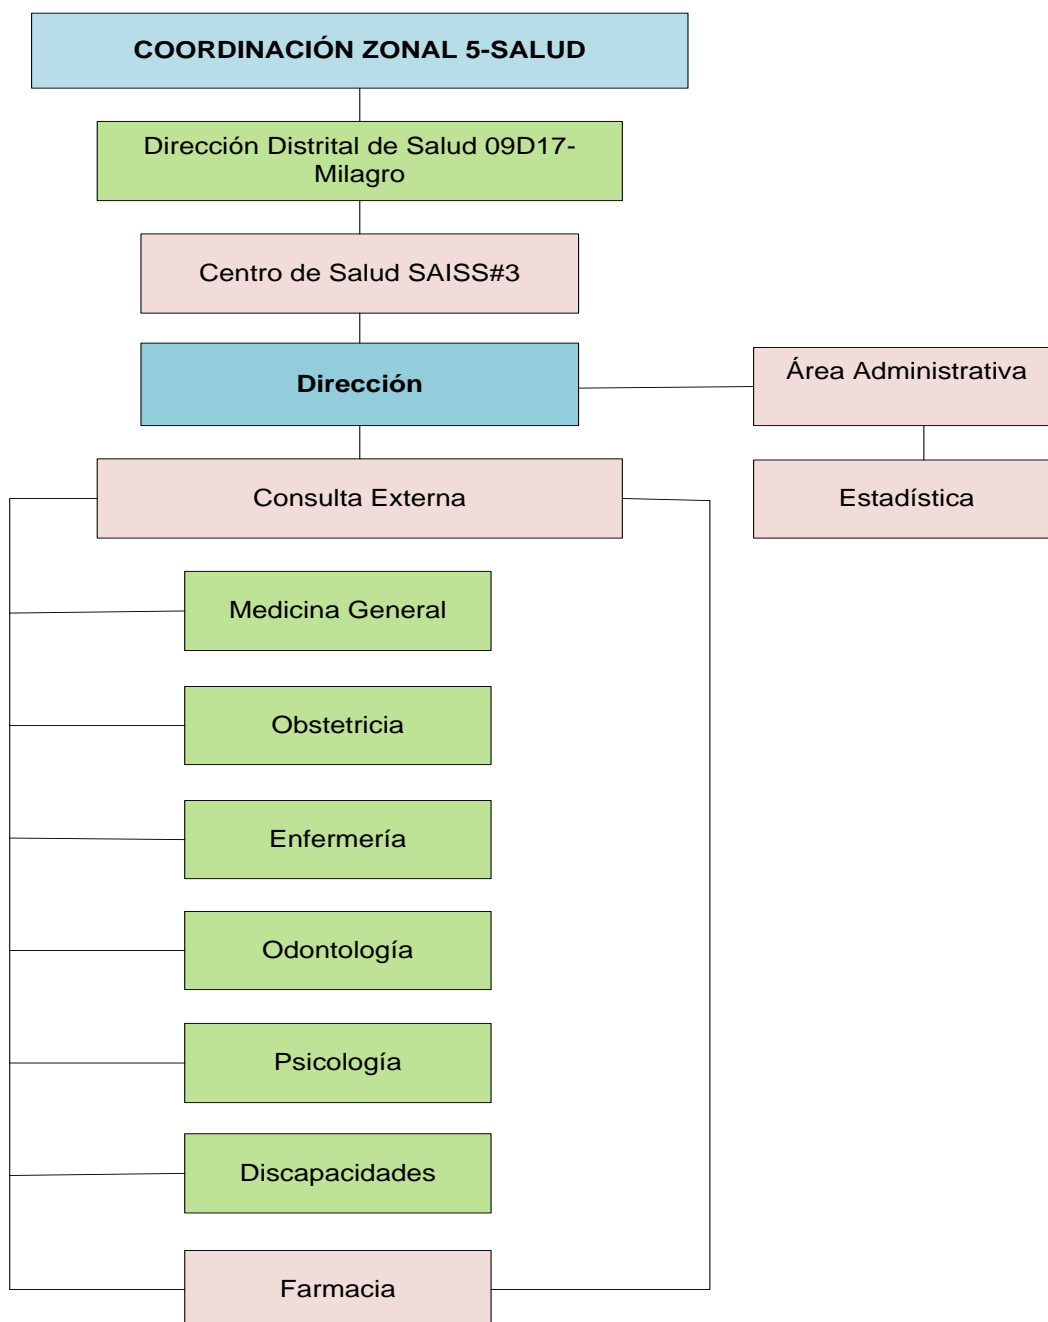 COORDINACIÓN ZONAL 5-SALUD
Dirección Distrital de Salud 09D17-
Milagro
Centro de Salud SAISS#3
Dirección
Área Administrativa
Consulta Externa
Estadística
Medicina General
Obstetricia
Enfermería
Odontología
Psicología
Discapacidades
Farmacia